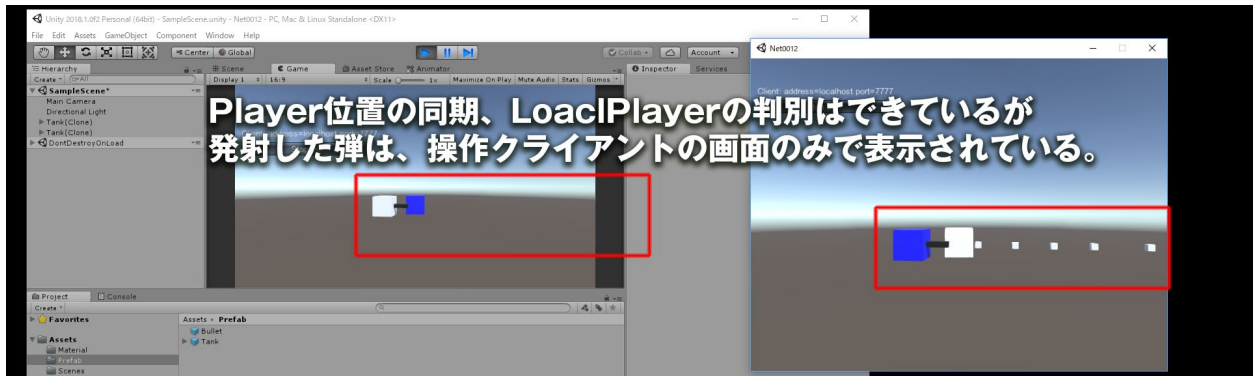 Unity 2018.1.0f2 Personal (64bit) - SampleScene.unity - Net0012 - PC, Mac & Linux Standalone <DX11>
File Edit Assets GameObject Component Window Help
Center Global
Collab Account
Hierarchy
Scene Game Asset Store Animator
Inspector Services
Create All
Display 1 16:9 Scale 1x Maximize On Play Mute Audio Stats Gizmos
SampleScene*
Main Camera
Directional Light
Tank(Clone)
Tank(Clone)
DontDestroyOnLoad
Net0012
Client: address=localhost port=7777
Player位置の同期、LoaclPlayerの判別はできているが
発射した弾は、操作クライアントの画面のみで表示されている。
Project Console
Create
Favorites
Assets
Material
Prefab
Scenes
Assets Prefab
Bullet
Tank